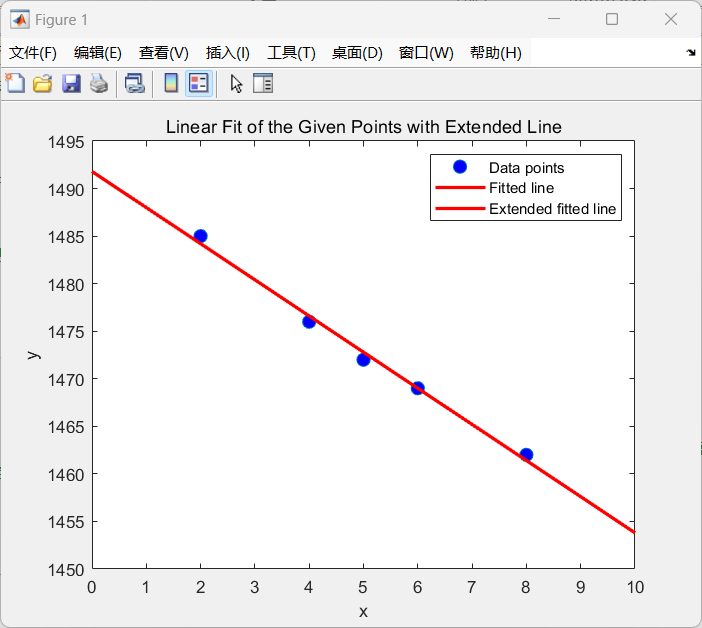 Figure 1
文件(F) 编辑(E) 查看(V) 插入(I) 工具(T) 桌面(D) 窗口(W) 帮助(H)
Linear Fit of the Given Points with Extended Line
Data points
Fitted line
Extended fitted line
1495
1490
1485
1480
1475
1470
1465
1460
1455
1450
y
0 1 2 3 4 5 6 7 8 9 10
x